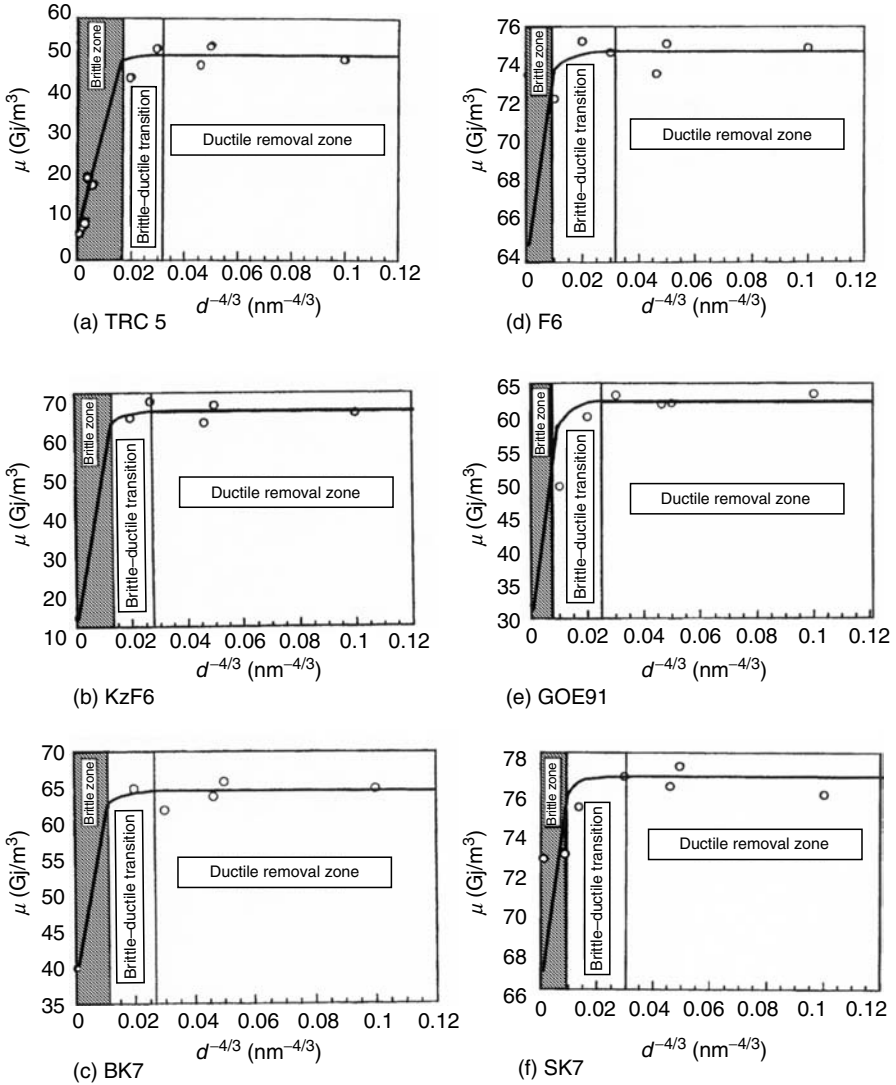 60
50
40
30
20
10
0
μ (Gj/m³)
Brittle zone
Brittle–ductile transition
Ductile removal zone
0 0.02 0.04 0.06 0.08 0.1 0.12
d⁻⁴/³ (nm⁻⁴/³)
(a) TRC 5
76
74
72
70
68
66
64
μ (Gj/m³)
Brittle zone
Brittle–ductile transition
Ductile removal zone
0 0.02 0.04 0.06 0.08 0.1 0.12
d⁻⁴/³ (nm⁻⁴/³)
(d) F6
70
60
50
40
30
20
10
μ (Gj/m³)
Brittle zone
Brittle–ductile transition
Ductile removal zone
0 0.02 0.04 0.06 0.08 0.1 0.12
d⁻⁴/³ (nm⁻⁴/³)
(b) KzF6
65
60
55
50
45
40
35
30
μ (Gj/m³)
Brittle zone
Brittle–ductile transition
Ductile removal zone
0 0.02 0.04 0.06 0.08 0.1 0.12
d⁻⁴/³ (nm⁻⁴/³)
(e) GOE91
70
65
60
55
50
45
40
35
μ (Gj/m³)
Brittle zone
Brittle–ductile transition
Ductile removal zone
0 0.02 0.04 0.06 0.08 0.1 0.12
d⁻⁴/³ (nm⁻⁴/³)
(c) BK7
78
76
74
72
70
68
66
μ (Gj/m³)
Brittle zone
Brittle–ductile transition
Ductile removal zone
0 0.02 0.04 0.06 0.08 0.1 0.12
d⁻⁴/³ (nm⁻⁴/³)
(f) SK7